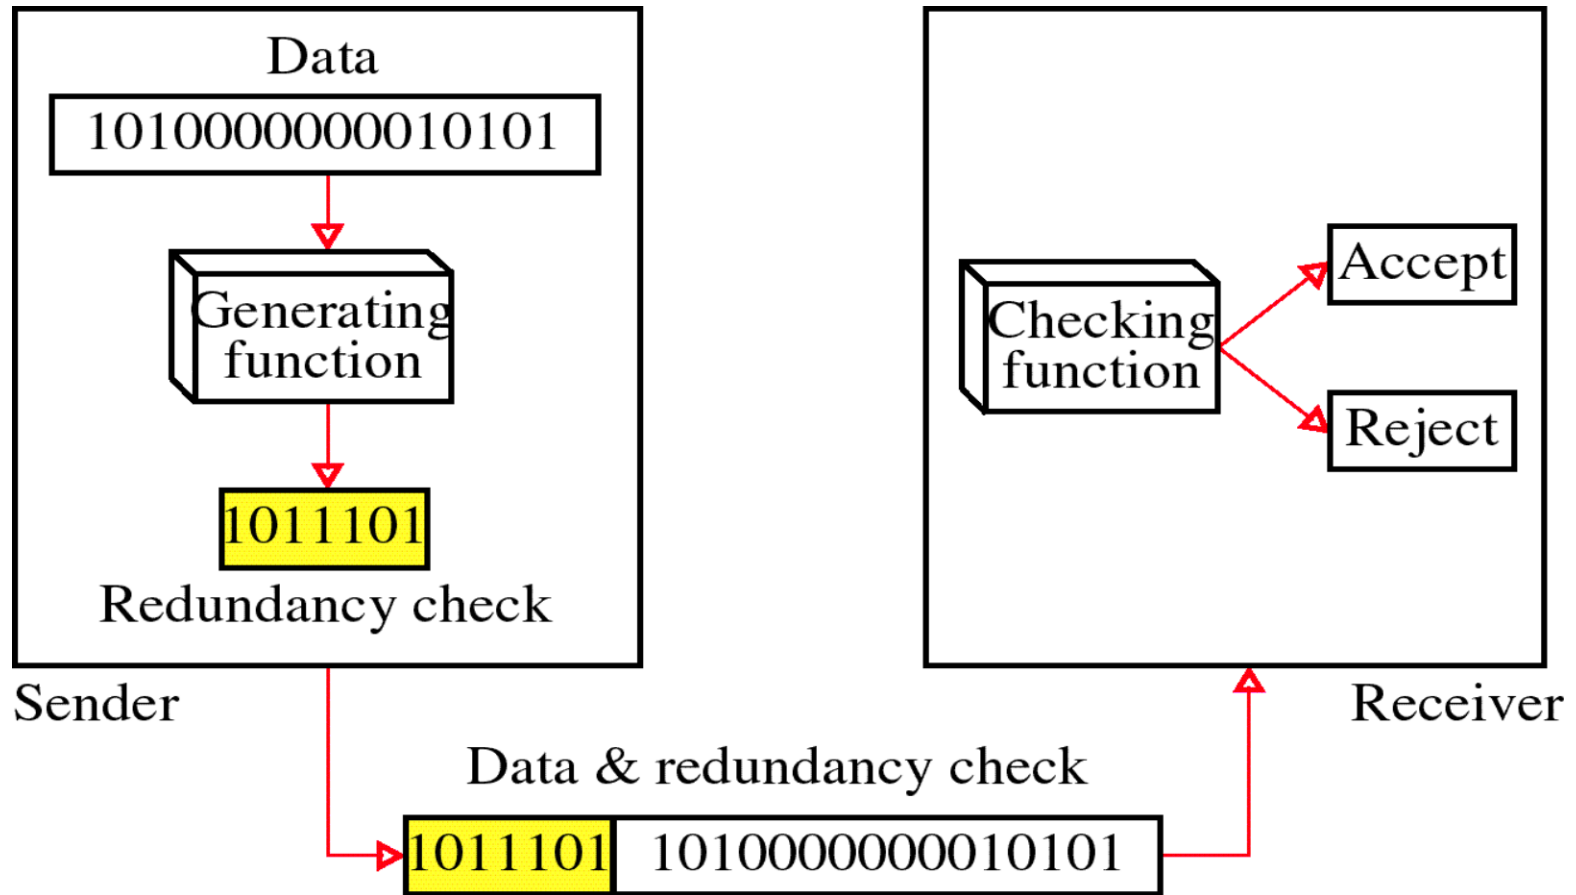 Data
1010000000010101
Generating
function
1011101
Redundancy check
Sender
Checking
function
Accept
Reject
Receiver
Data & redundancy check
1011101 1010000000010101